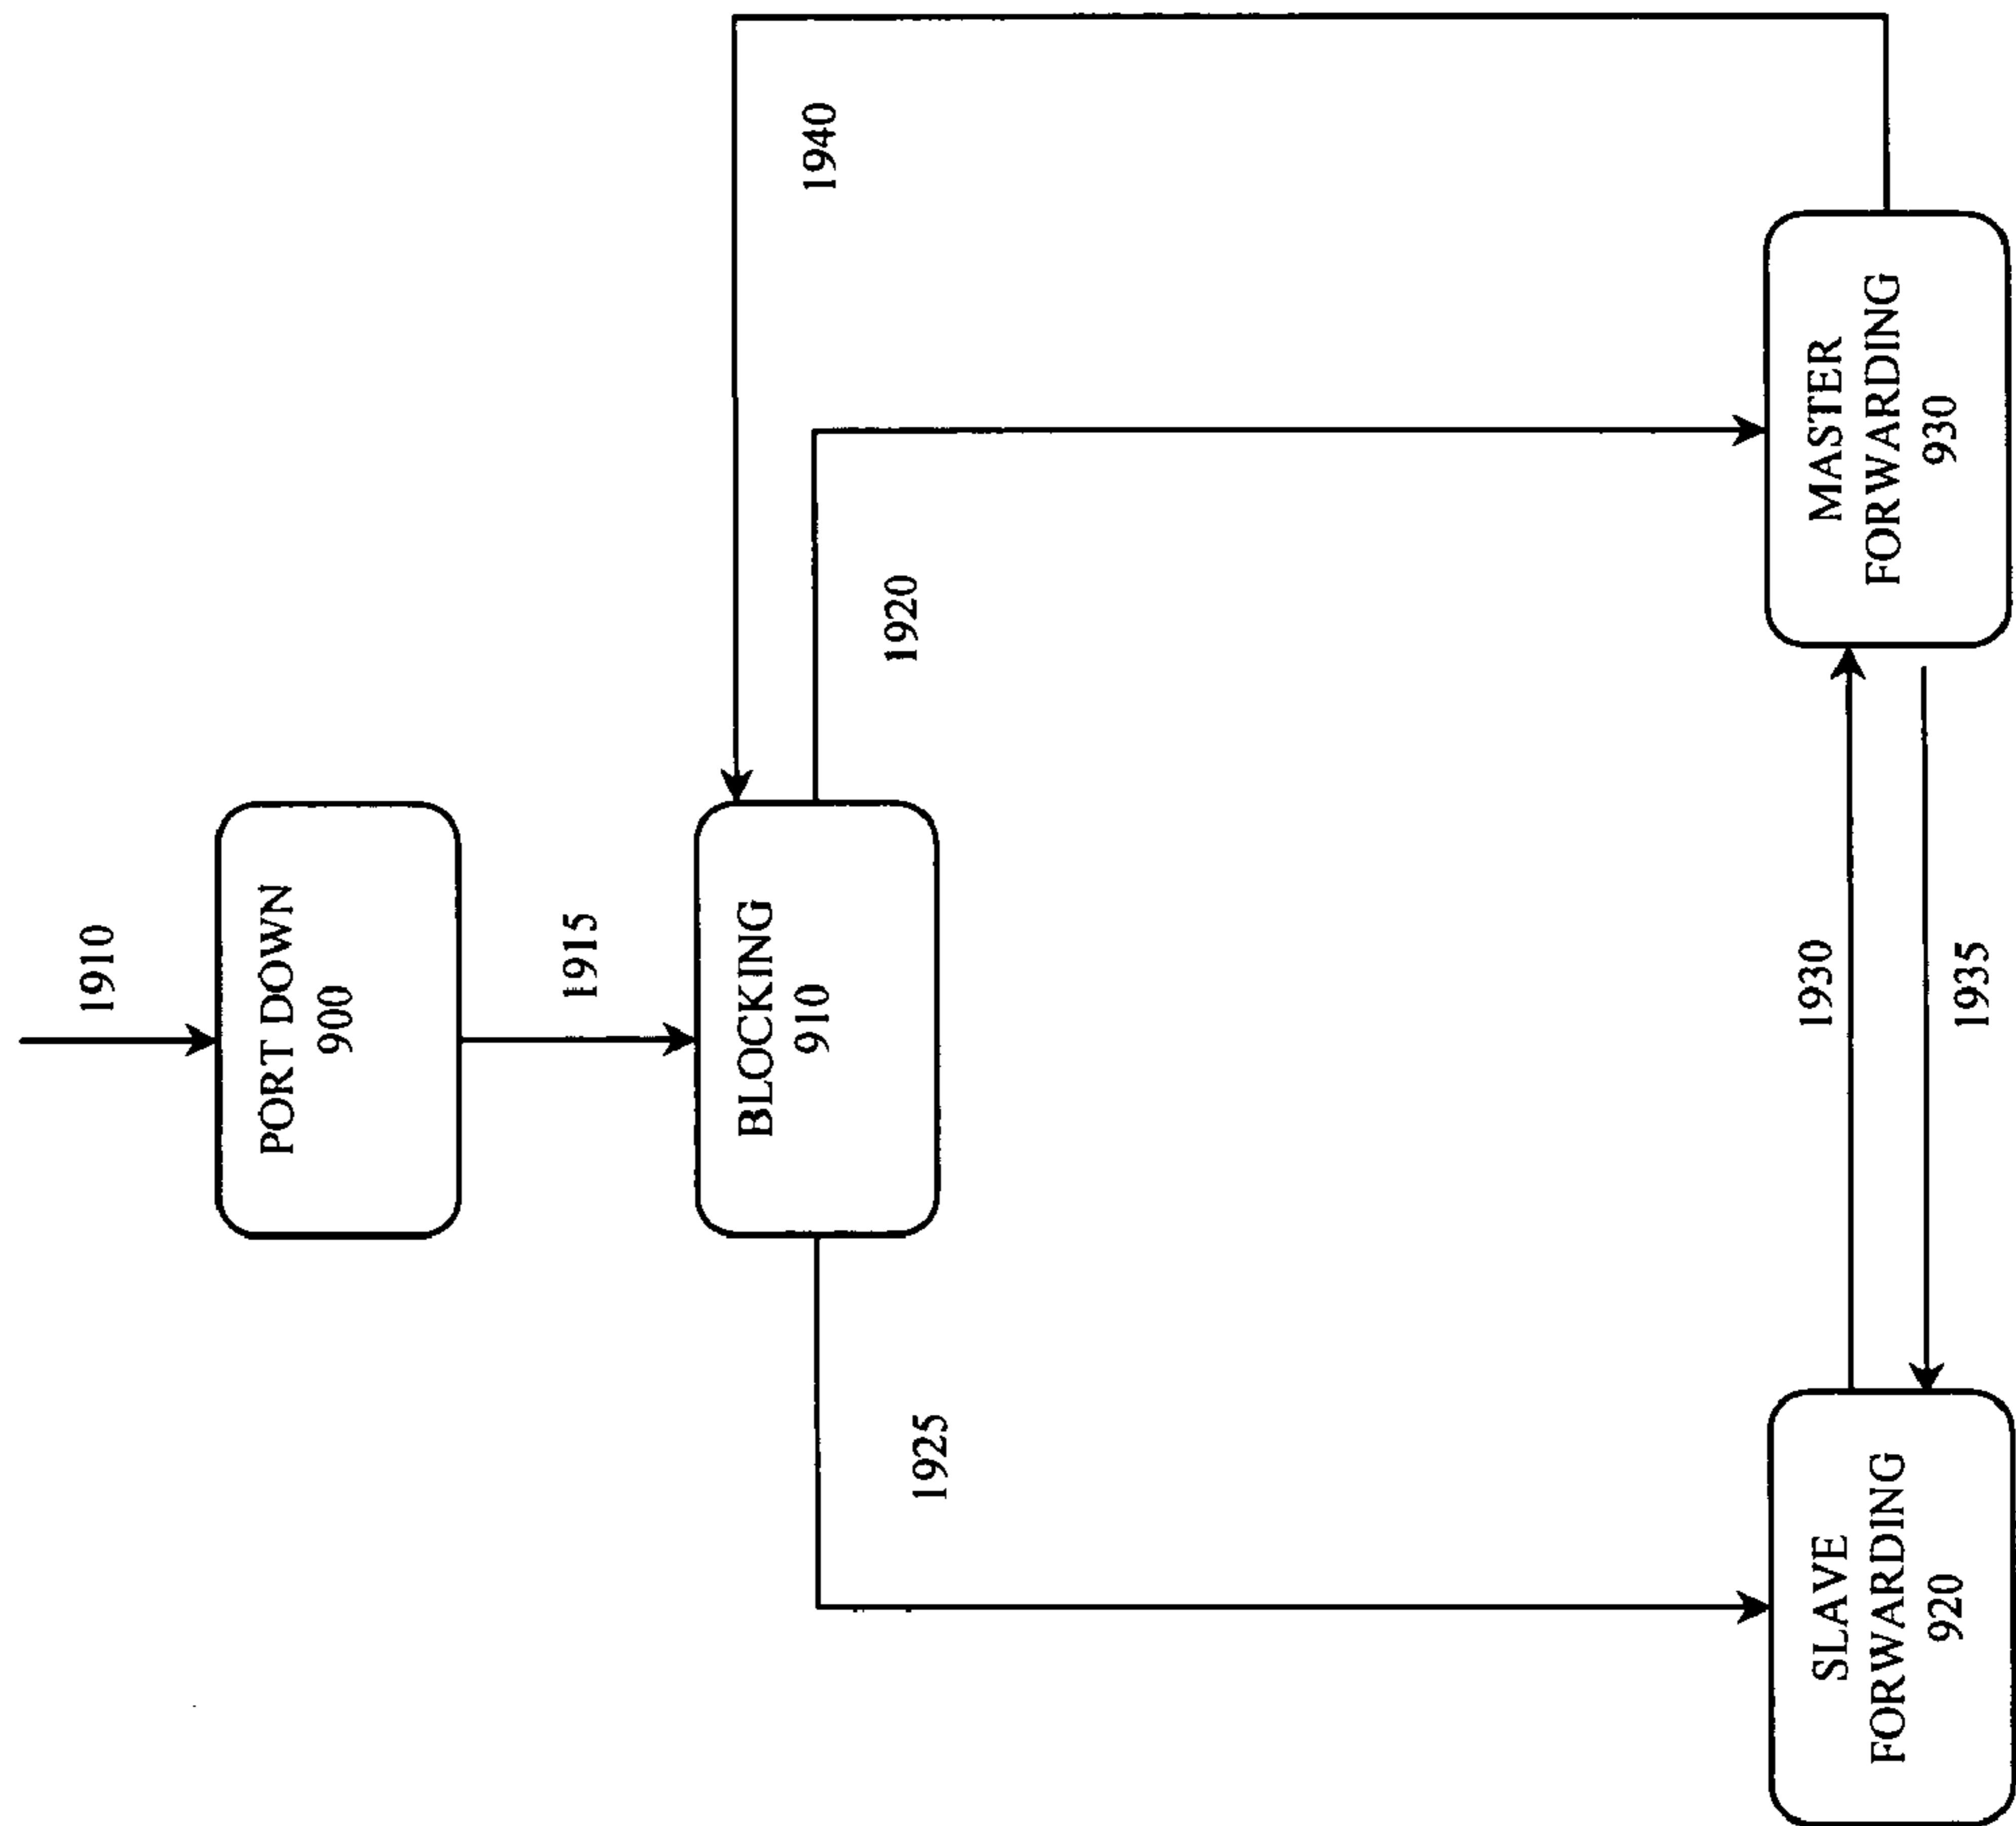 1910
PORT DOWN
900
1915
BLOCKING
910
1940
1920
1925
1930
1935
SLAVE
FORWARDING
920
MASTER
FORWARDING
930